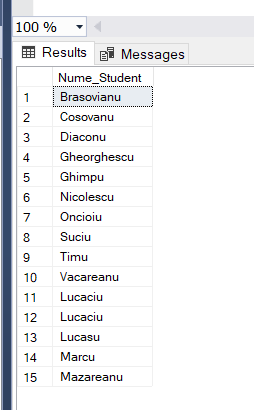 100 %
Results Messages
Nume_Student
1 Brasovianu
2 Cosovanu
3 Diaconu
4 Gheorghescu
5 Ghimpu
6 Nicolescu
7 Oncioiu
8 Suciu
9 Timu
10 Vacareanu
11 Lucaciu
12 Lucaciu
13 Lucasu
14 Marcu
15 Mazareanu